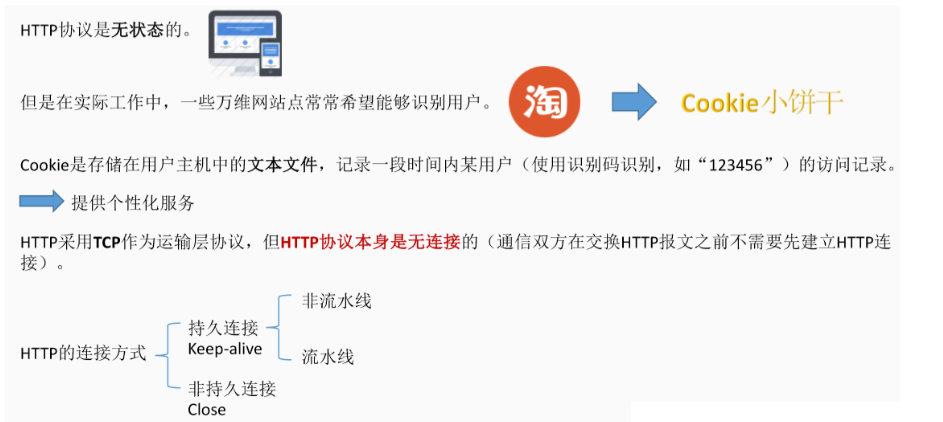 HTTP协议是无状态的。
但是在实际工作中，一些万维网站点常常希望能够识别用户。
淘
Cookie小饼干
Cookie是存储在用户主机中的文本文件，记录一段时间内某用户（使用识别码识别，如“123456”）的访问记录。
提供个性化服务
HTTP采用TCP作为运输层协议，但HTTP协议本身是无连接的（通信双方在交换HTTP报文之前不需要先建立HTTP连
接）。
HTTP的连接方式
持久连接
Keep-alive
非流水线
流水线
非持久连接
Close